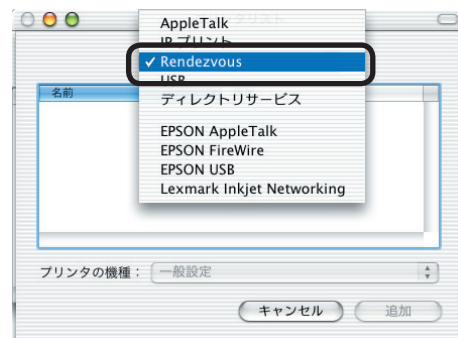 AppleTalk
IP プリント
✓ Rendezvous
USB
ディレクトリサービス
EPSON AppleTalk
EPSON FireWire
EPSON USB
Lexmark Inkjet Networking
名前
プリンタの機種：一般設定
キャンセル 追加